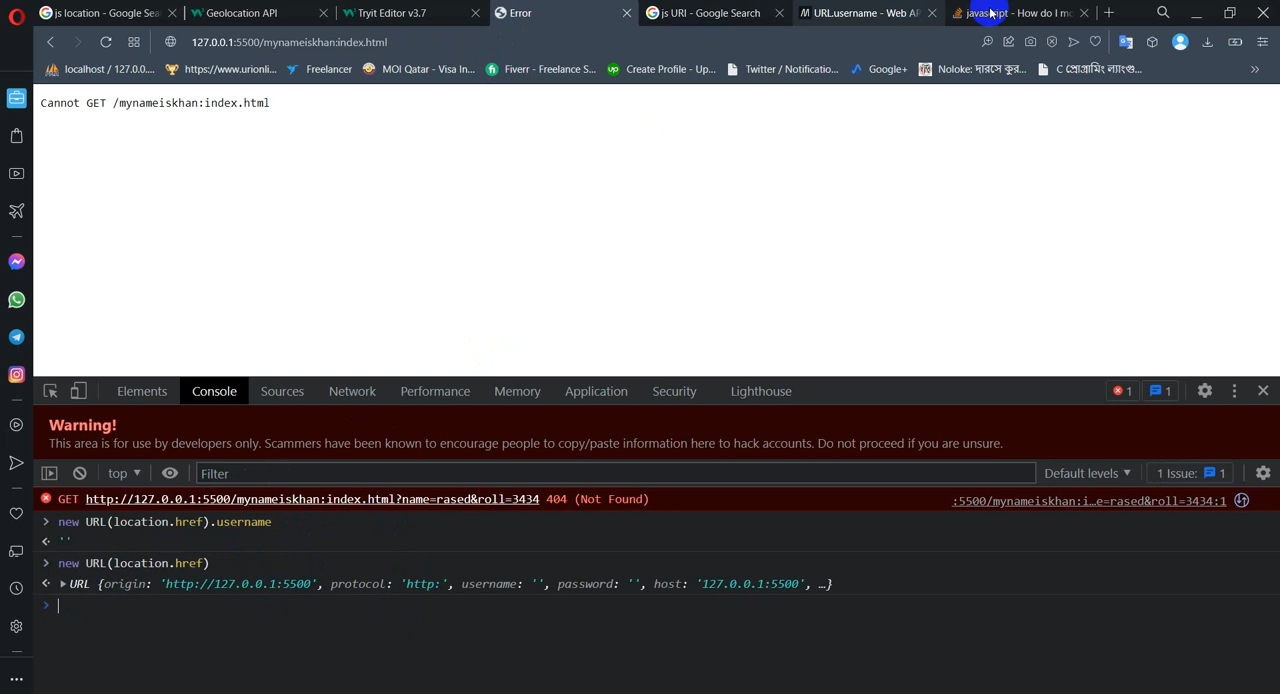 js location - Google Sea
Geolocation API
Tryit Editor v3.7
Error
js URI - Google Search
URL.username - Web AP
javascript - How do I mo
127.0.0.1:5500/mynameiskhan:index.html
localhost / 127.0.0....
https://www.urionli...
Freelancer
MOI Qatar - Visa In...
Fiverr - Freelance S...
Create Profile - Up...
Twitter / Notificatio...
Google+
Noloke: দারসে কুর...
C প্রোগ্রামিং ল্যাংগু...
»
Cannot GET /mynameiskhan:index.html
Elements
Console
Sources
Network
Performance
Memory
Application
Security
Lighthouse
1
1
Warning!
This area is for use by developers only. Scammers have been known to encourage people to copy/paste information here to hack accounts. Do not proceed if you are unsure.
top
Filter
Default levels
1 Issue: 1
GET http://127.0.0.1:5500/mynameiskhan:index.html?name=rased&roll=3434 404 (Not Found)
:5500/mynameiskhan:i…e=rased&roll=3434:1
new URL(location.href).username
''
new URL(location.href)
URL {origin: 'http://127.0.0.1:5500', protocol: 'http:', username: '', password: '', host: '127.0.0.1:5500', …}